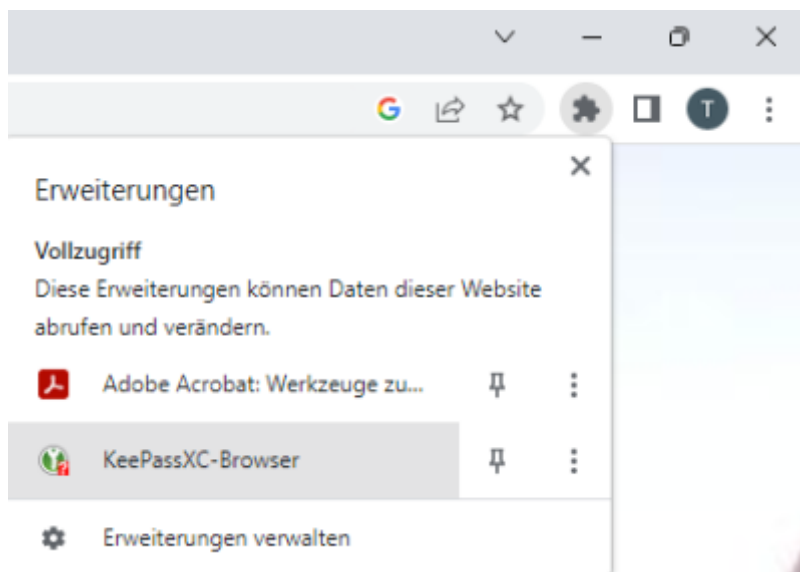 T
Erweiterungen
Vollzugriff
Diese Erweiterungen können Daten dieser Website
abrufen und verändern.
Adobe Acrobat: Werkzeuge zu...
KeePassXC-Browser
Erweiterungen verwalten